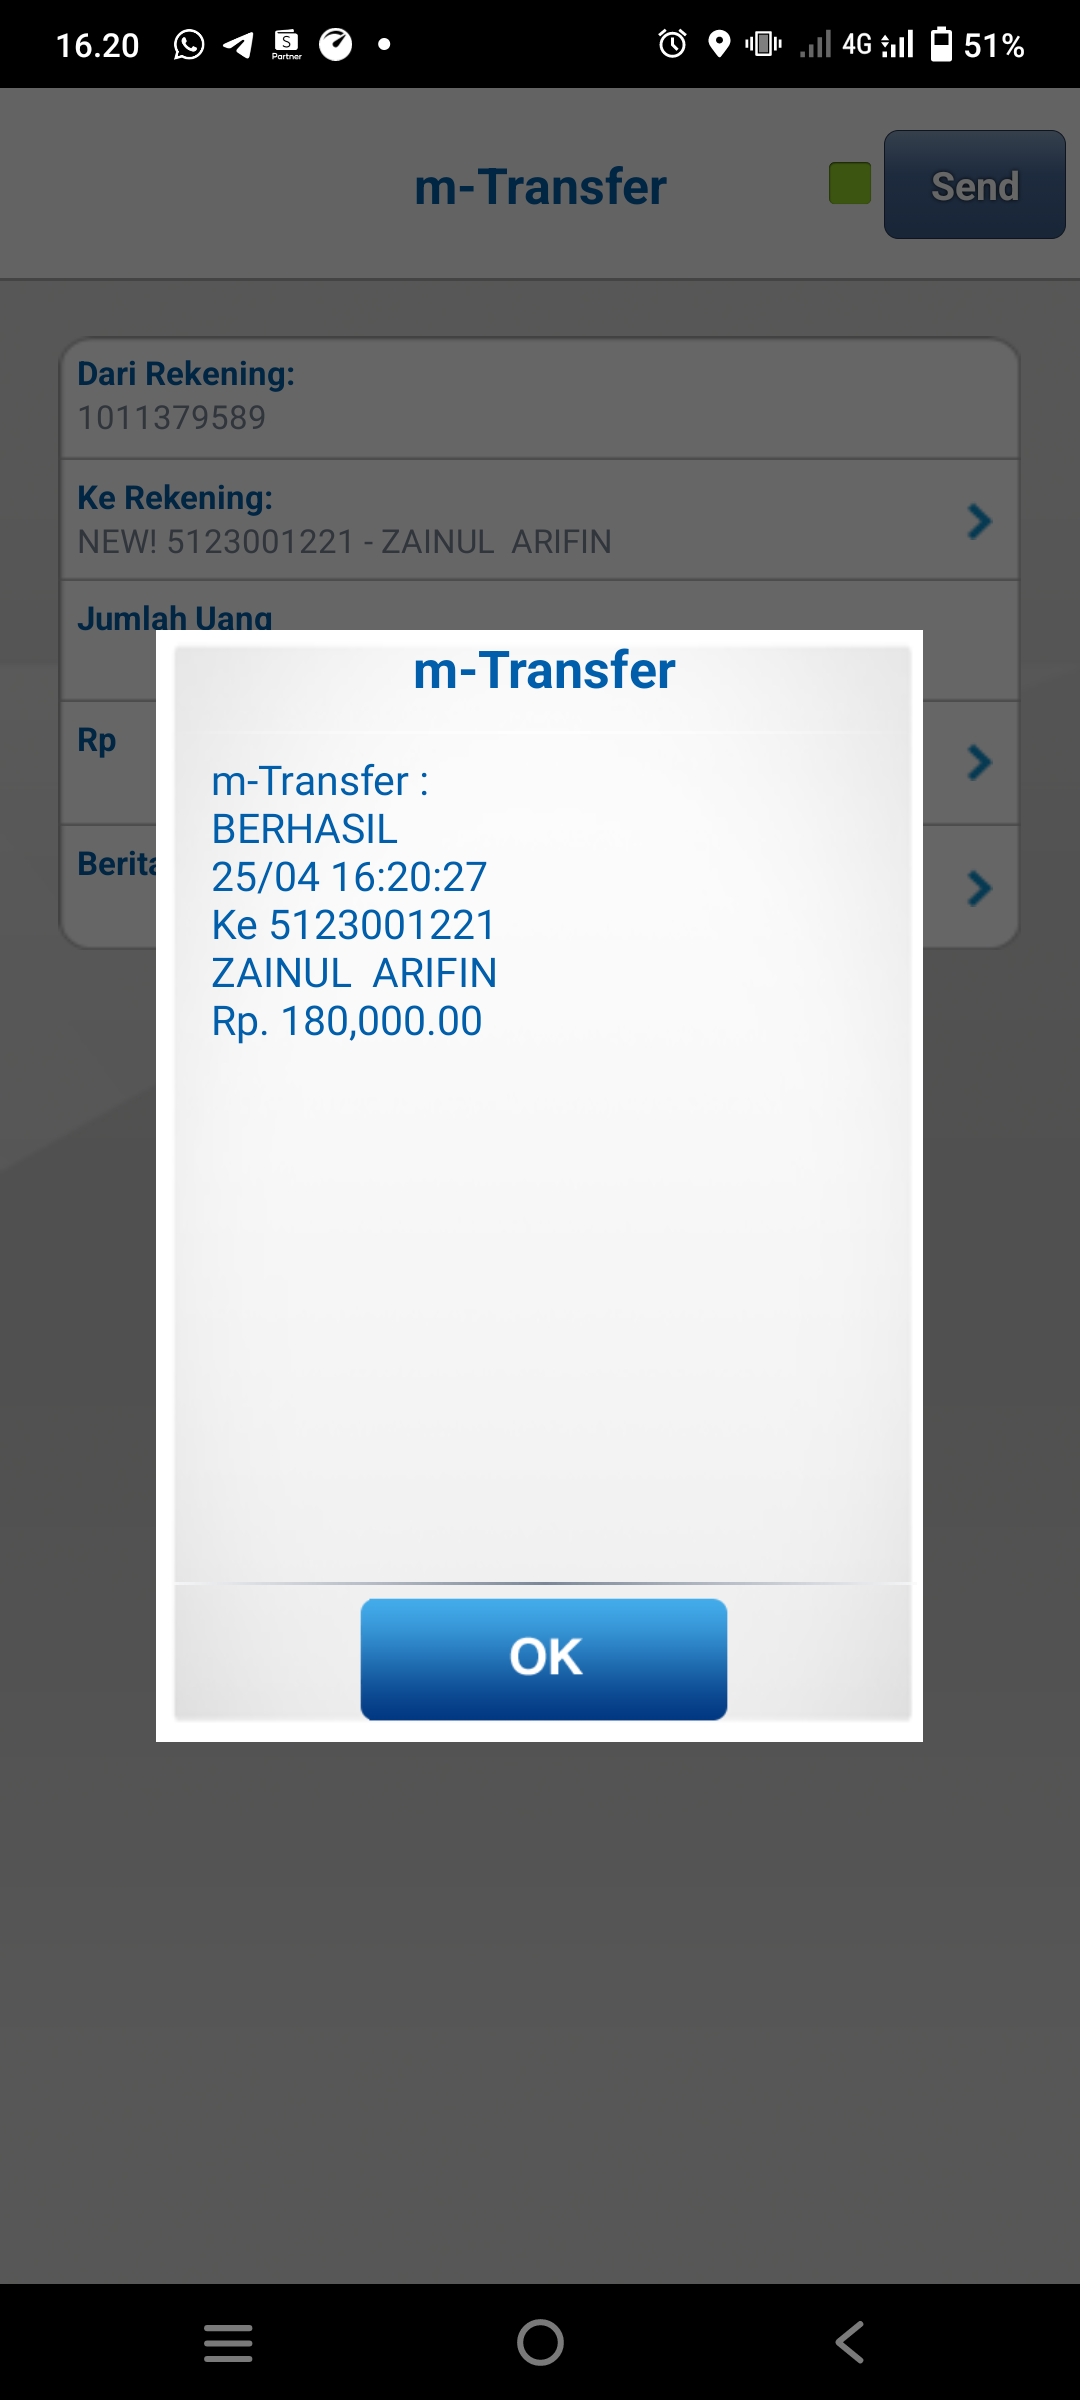 16.20
S
Partner
4G
51%
m-Transfer
Send
Dari Rekening:
1011379589
Ke Rekening:
NEW! 5123001221 - ZAINUL  ARIFIN
Jumlah Uang
Rp
Berita
m-Transfer
m-Transfer :
BERHASIL
25/04 16:20:27
Ke 5123001221
ZAINUL  ARIFIN
Rp. 180,000.00
OK